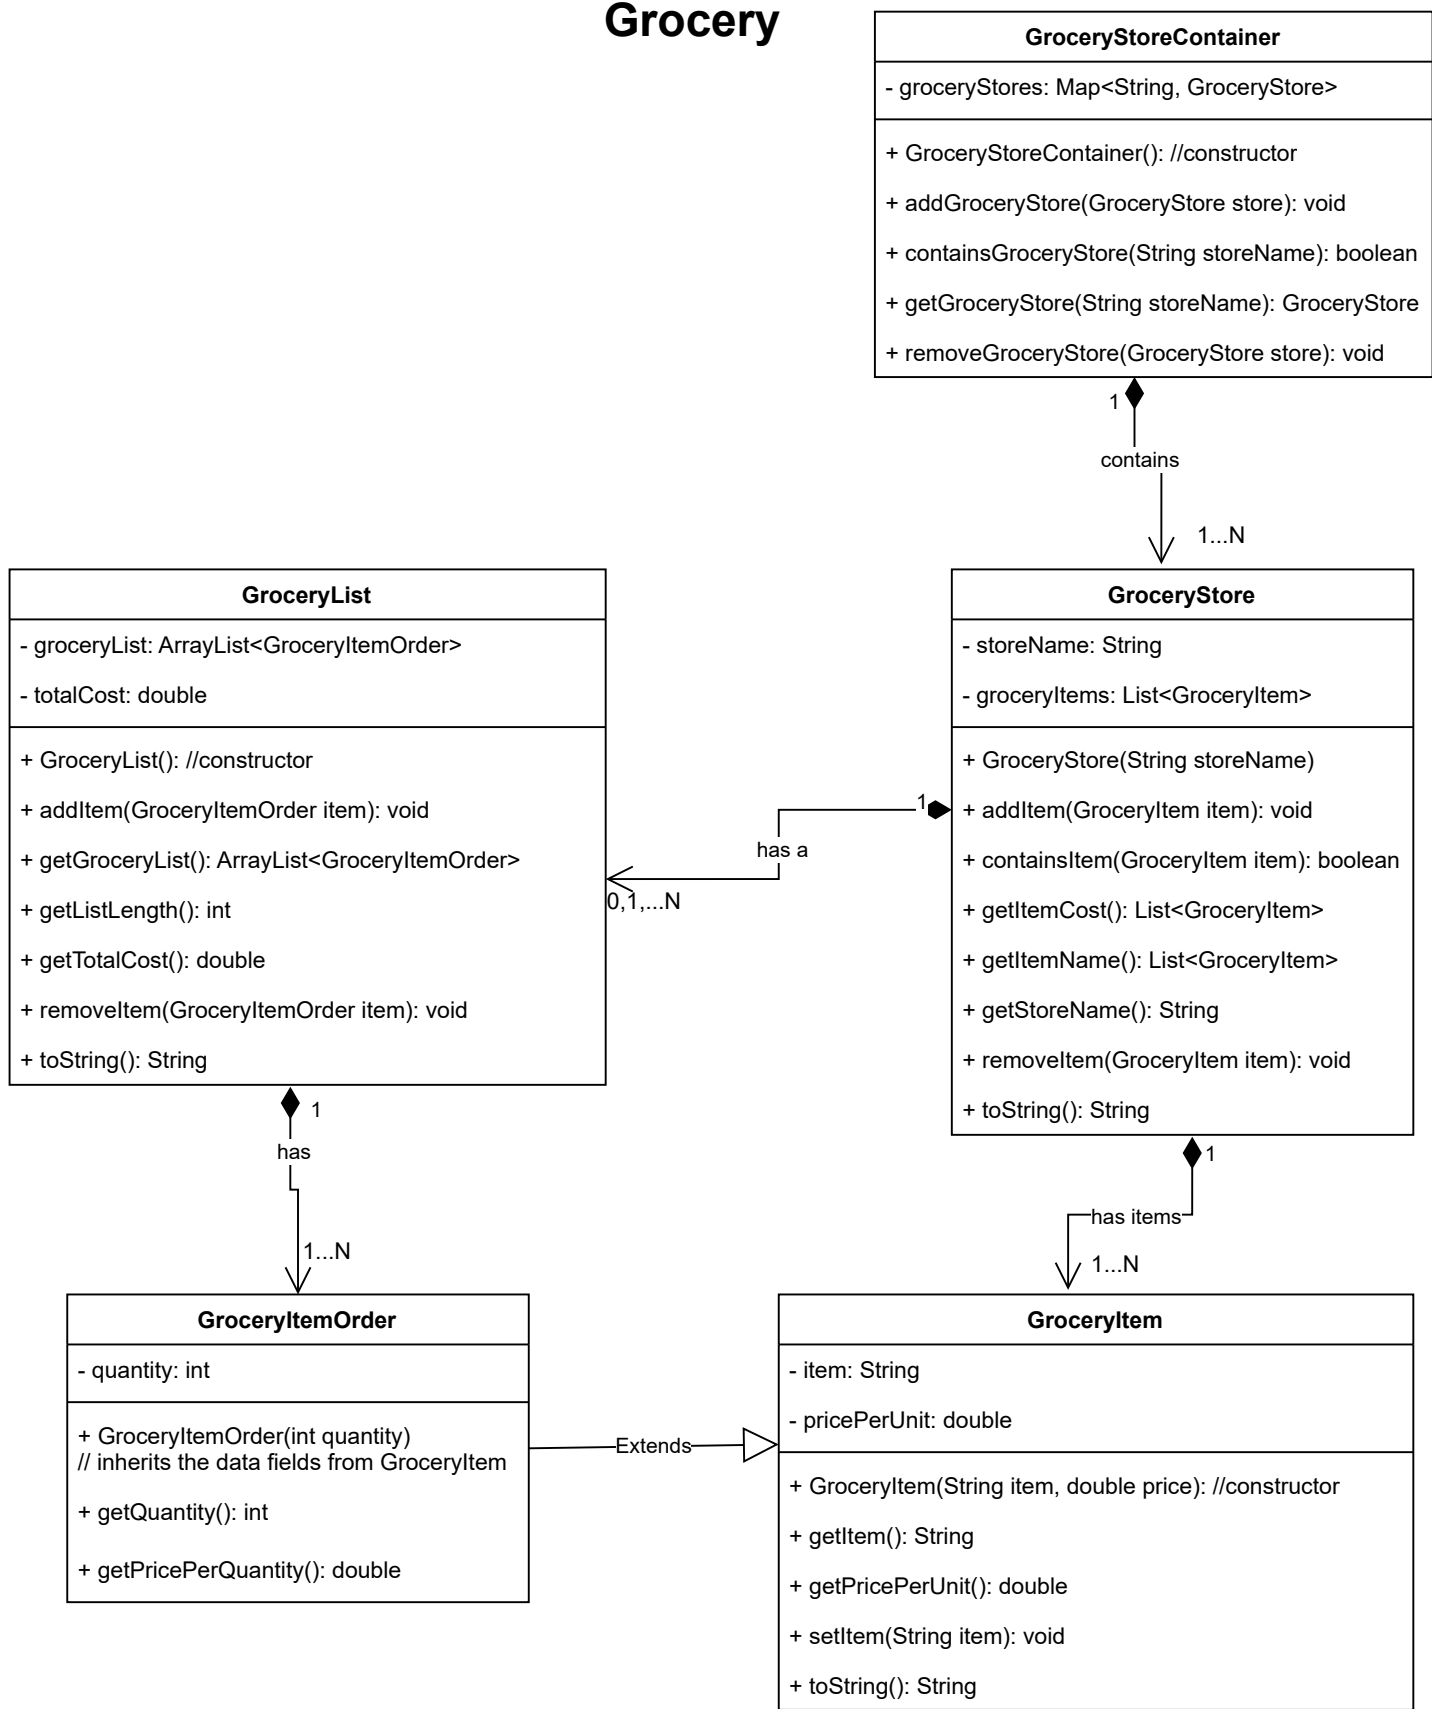 Grocery
GroceryStoreContainer
- groceryStores: Map<String, GroceryStore>
+ GroceryStoreContainer(): //constructor
+ addGroceryStore(GroceryStore store): void
+ containsGroceryStore(String storeName): boolean
+ getGroceryStore(String storeName): GroceryStore
+ removeGroceryStore(GroceryStore store): void
1
contains
1...N
GroceryList
- groceryList: ArrayList<GroceryItemOrder>
- totalCost: double
+ GroceryList(): //constructor
+ addItem(GroceryItemOrder item): void
+ getGroceryList(): ArrayList<GroceryItemOrder>
+ getListLength(): int
+ getTotalCost(): double
+ removeItem(GroceryItemOrder item): void
+ toString(): String
1
has a
0,1,...N
GroceryStore
- storeName: String
- groceryItems: List<GroceryItem>
+ GroceryStore(String storeName)
+ addItem(GroceryItem item): void
+ containsItem(GroceryItem item): boolean
+ getItemCost(): List<GroceryItem>
+ getItemName(): List<GroceryItem>
+ getStoreName(): String
+ removeItem(GroceryItem item): void
+ toString(): String
1
has
1...N
1
has items
1...N
GroceryItemOrder
- quantity: int
+ GroceryItemOrder(int quantity)
// inherits the data fields from GroceryItem
+ getQuantity(): int
+ getPricePerQuantity(): double
Extends
GroceryItem
- item: String
- pricePerUnit: double
+ GroceryItem(String item, double price): //constructor
+ getItem(): String
+ getPricePerUnit(): double
+ setItem(String item): void
+ toString(): String